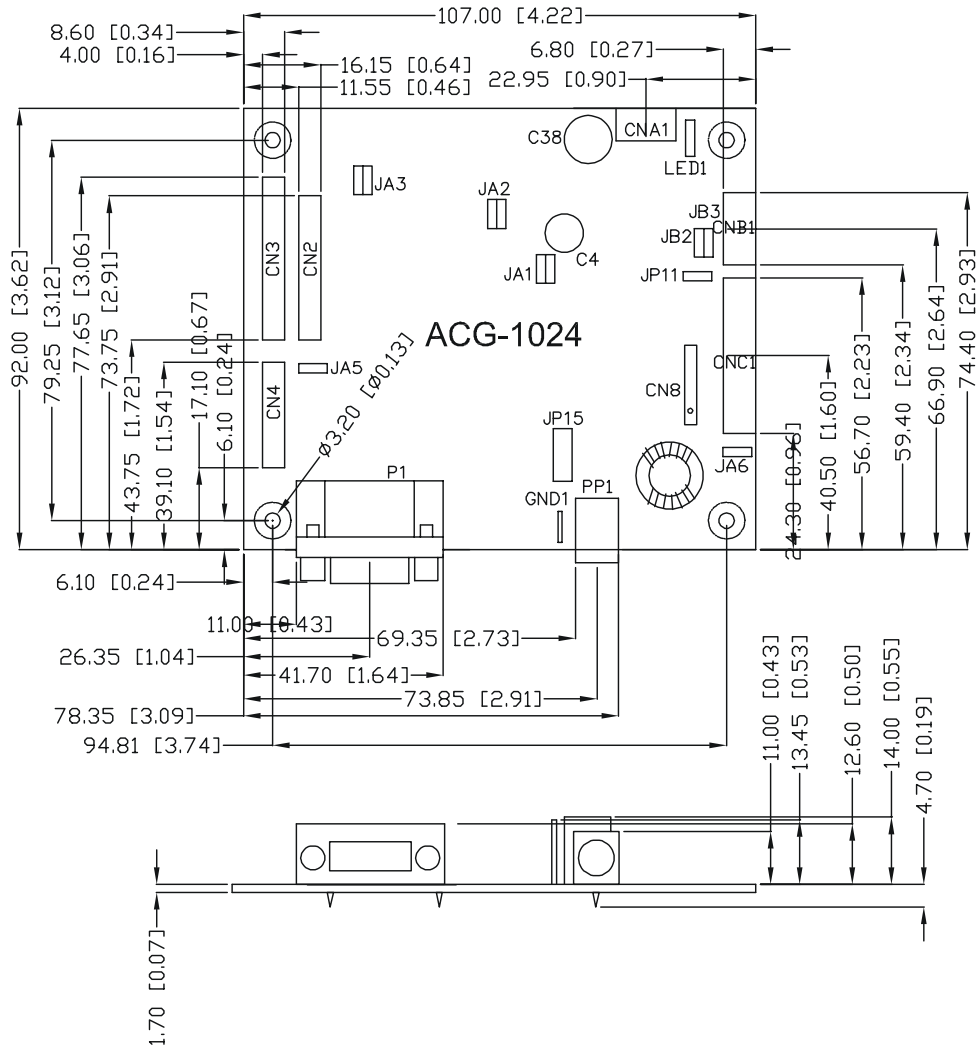 107.00 [4.22]
8.60 [0.34]
6.80 [0.27]
4.00 [0.16]
16.15 [0.64]
22.95 [0.90]
11.55 [0.46]
C38
CNA1
LED1
JA3
JA2
JB3
CNB1
JB2
C4
JA1
JP11
CN3
CN2
ACG-1024
92.00 [3.62]
79.25 [3.12]
77.65 [3.06]
73.75 [2.91]
43.75 [1.72]
39.10 [1.54]
17.10 [0.67]
6.10 [0.24]
JA5
CN4
Ø3.20 [Ø0.13]
CNC1
CN8
JP15
JA6
P1
PP1
GND1
24.30 [0.96]
40.50 [1.60]
56.70 [2.23]
59.40 [2.34]
66.90 [2.64]
74.40 [2.93]
6.10 [0.24]
11.00 [0.43]
69.35 [2.73]
26.35 [1.04]
41.70 [1.64]
73.85 [2.91]
78.35 [3.09]
94.81 [3.74]
11.00 [0.43]
13.45 [0.53]
12.60 [0.50]
14.00 [0.55]
4.70 [0.19]
1.70 [0.07]